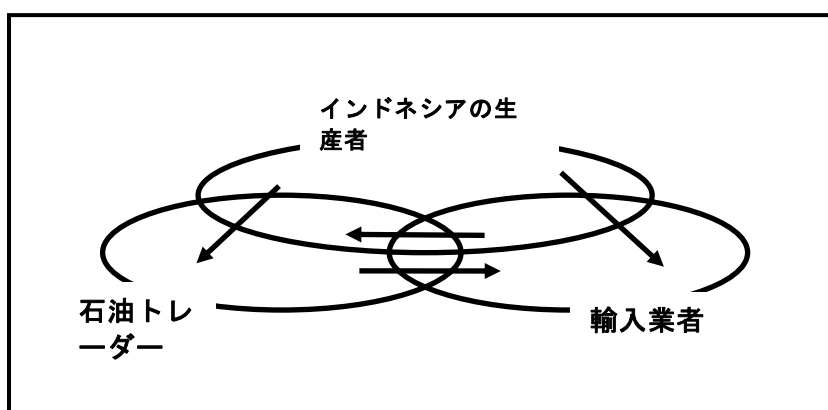 インドネシアの生
産者
石油トレ
ーダー
輸入業者